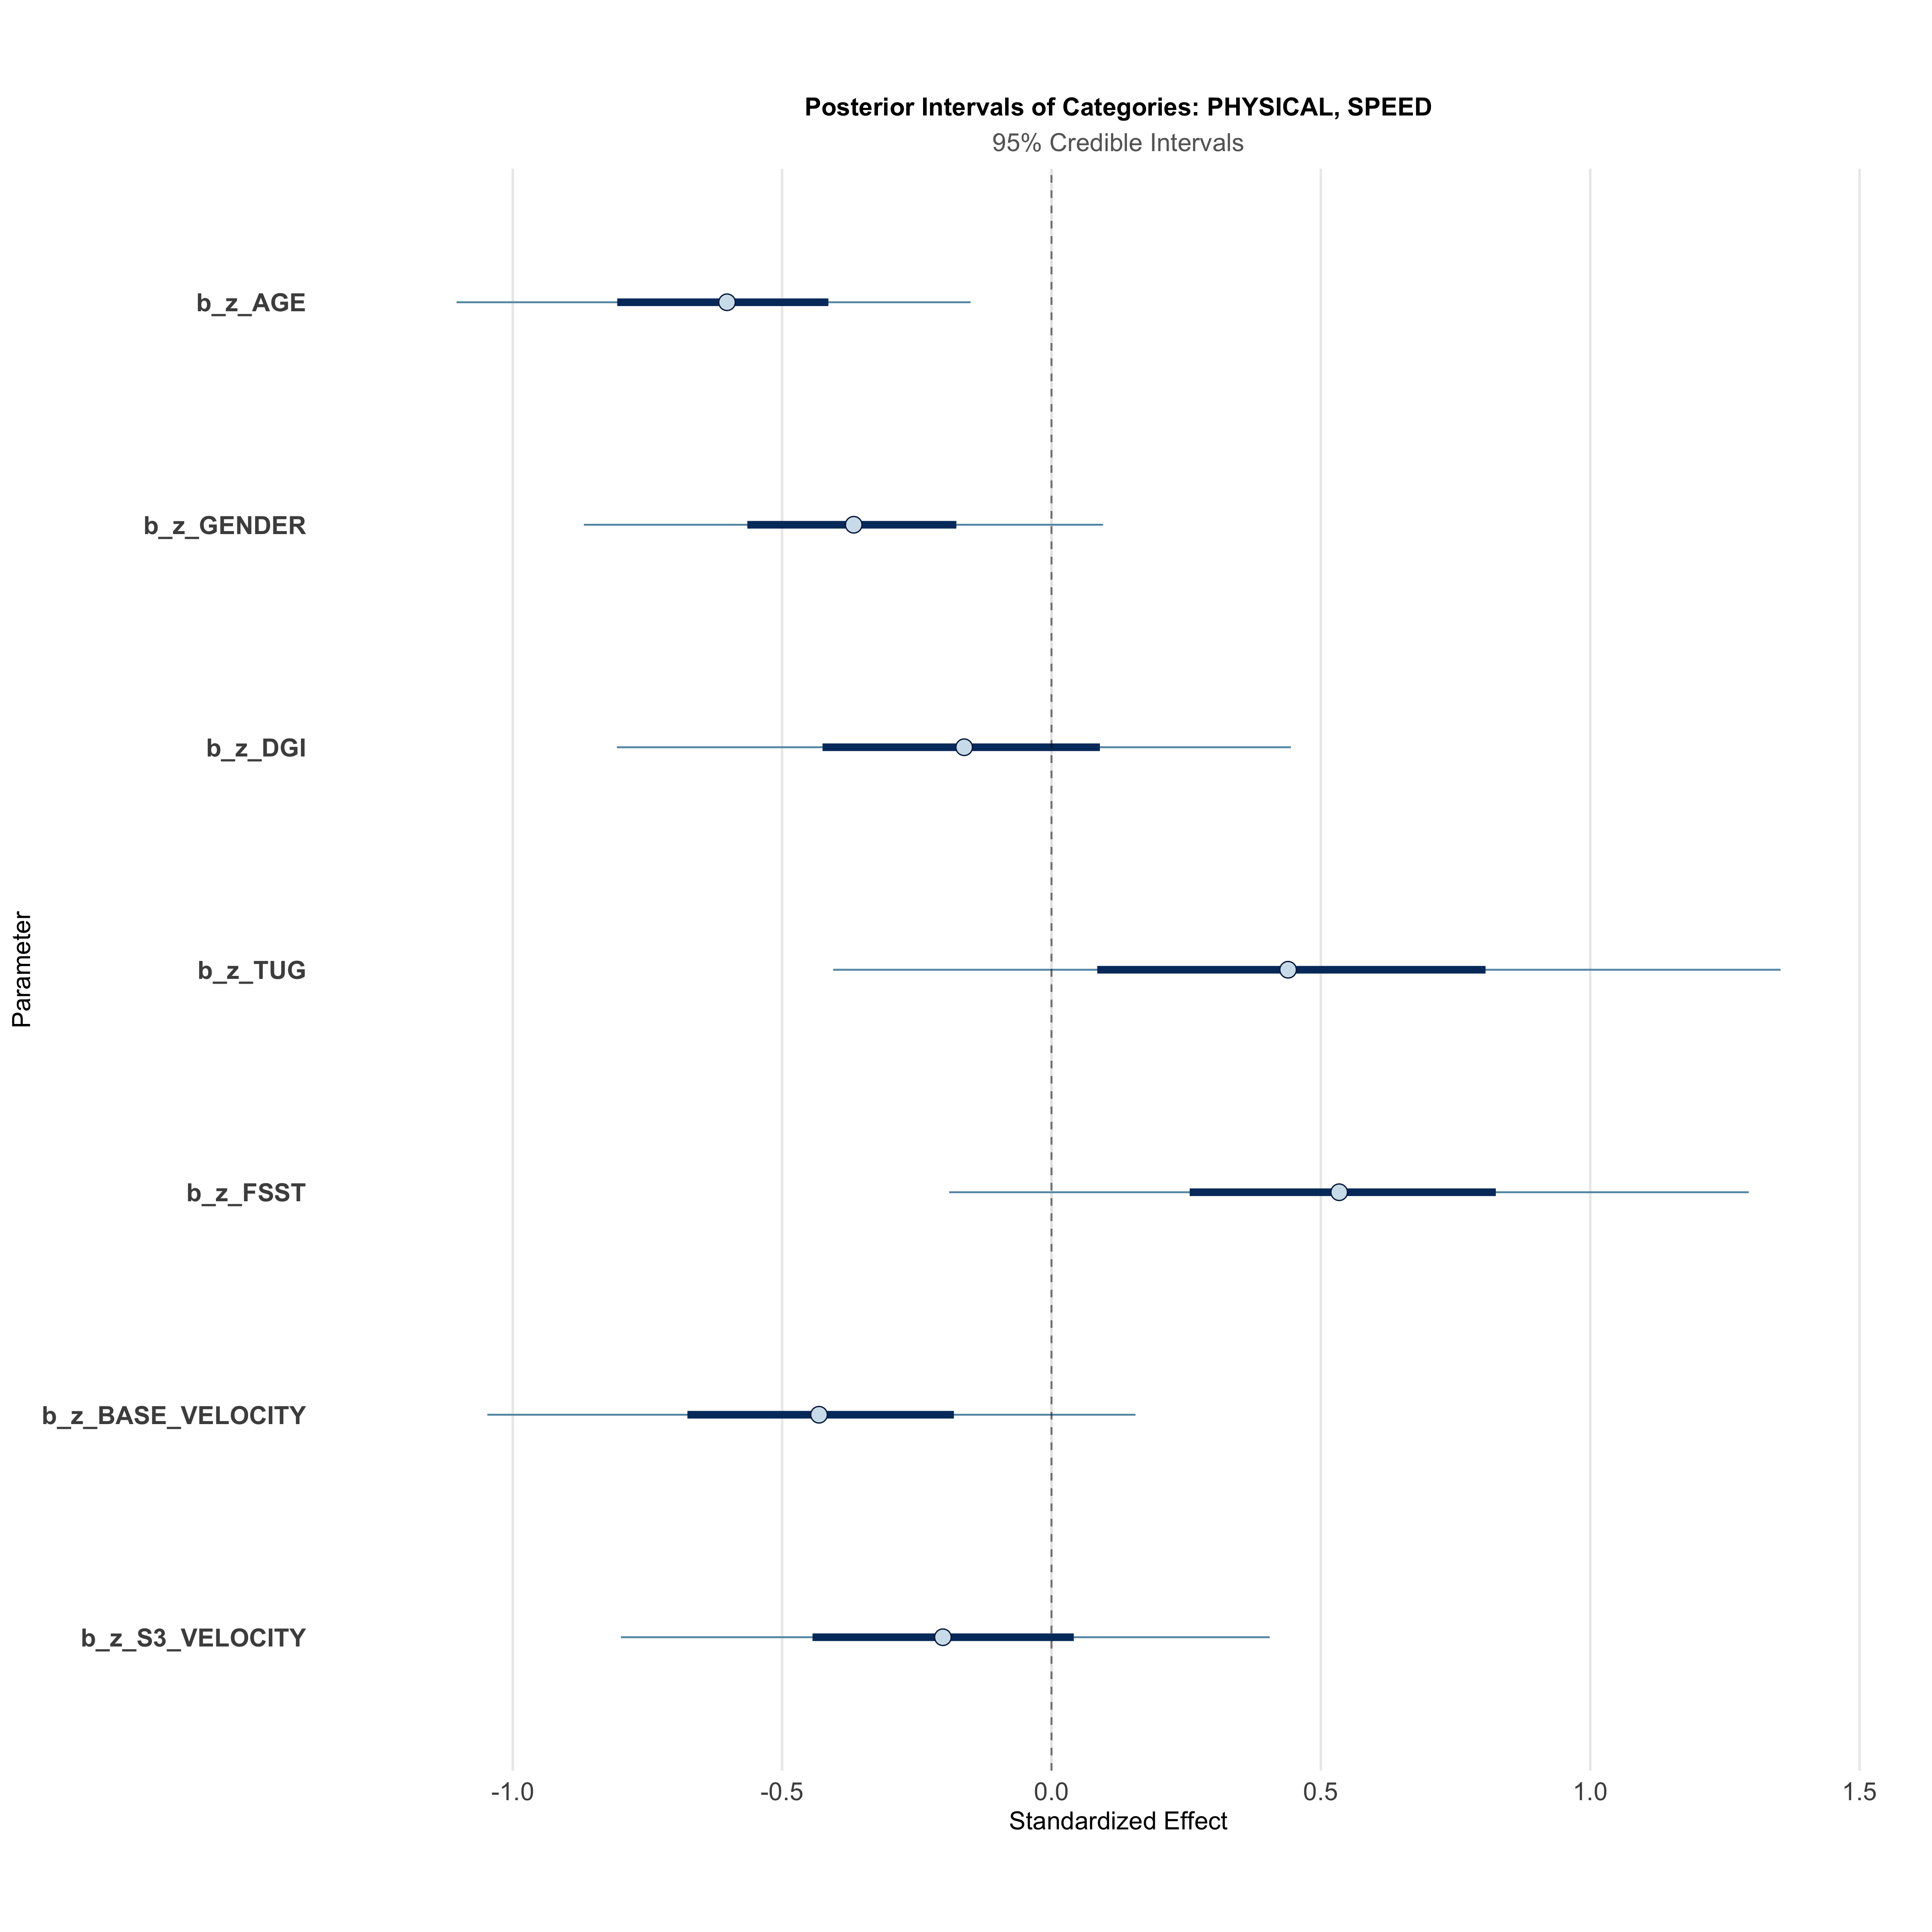 Posterior Intervals of Categories: PHYSICAL, SPEED
95% Credible Intervals
Parameter
b_z_AGE
b_z_GENDER
b_z_DGI
b_z_TUG
b_z_FSST
b_z_BASE_VELOCITY
b_z_S3_VELOCITY
-1.0 -0.5 0.0 0.5 1.0 1.5
Standardized Effect